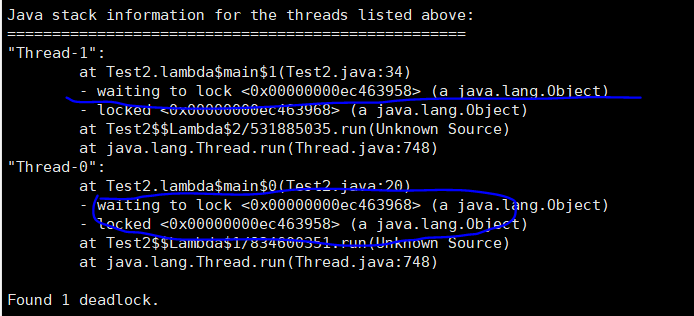 Java stack information for the threads listed above:
===================================================
"Thread-1":
        at Test2.lambda$main$1(Test2.java:34)
        - waiting to lock <0x00000000ec463958> (a java.lang.Object)
        - locked <0x00000000ec463968> (a java.lang.Object)
        at Test2$$Lambda$2/531885035.run(Unknown Source)
        at java.lang.Thread.run(Thread.java:748)
"Thread-0":
        at Test2.lambda$main$0(Test2.java:20)
        - waiting to lock <0x00000000ec463968> (a java.lang.Object)
        - locked <0x00000000ec463958> (a java.lang.Object)
        at Test2$$Lambda$1/834600351.run(Unknown Source)
        at java.lang.Thread.run(Thread.java:748)
Found 1 deadlock.